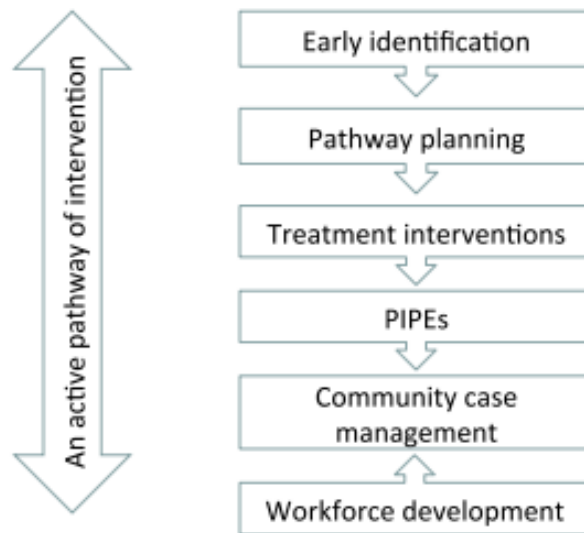 An active pathway of intervention
Early identification
Pathway planning
Treatment interventions
PIPEs
Community case
management
Workforce development